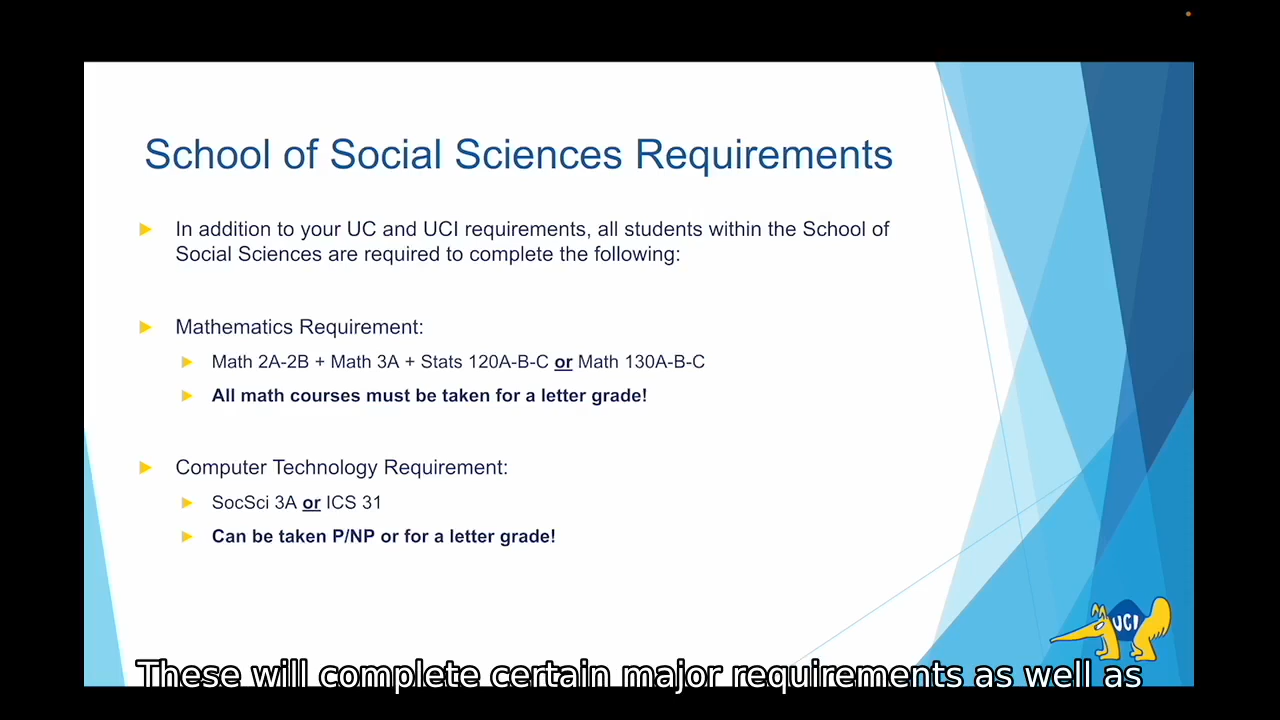 School of Social Sciences Requirements
In addition to your UC and UCI requirements, all students within the School of
Social Sciences are required to complete the following:
Mathematics Requirement:
Math 2A-2B + Math 3A + Stats 120A-B-C or Math 130A-B-C
All math courses must be taken for a letter grade!
Computer Technology Requirement:
SocSci 3A or ICS 31
Can be taken P/NP or for a letter grade!
UCI
These will complete certain major requirements as well as